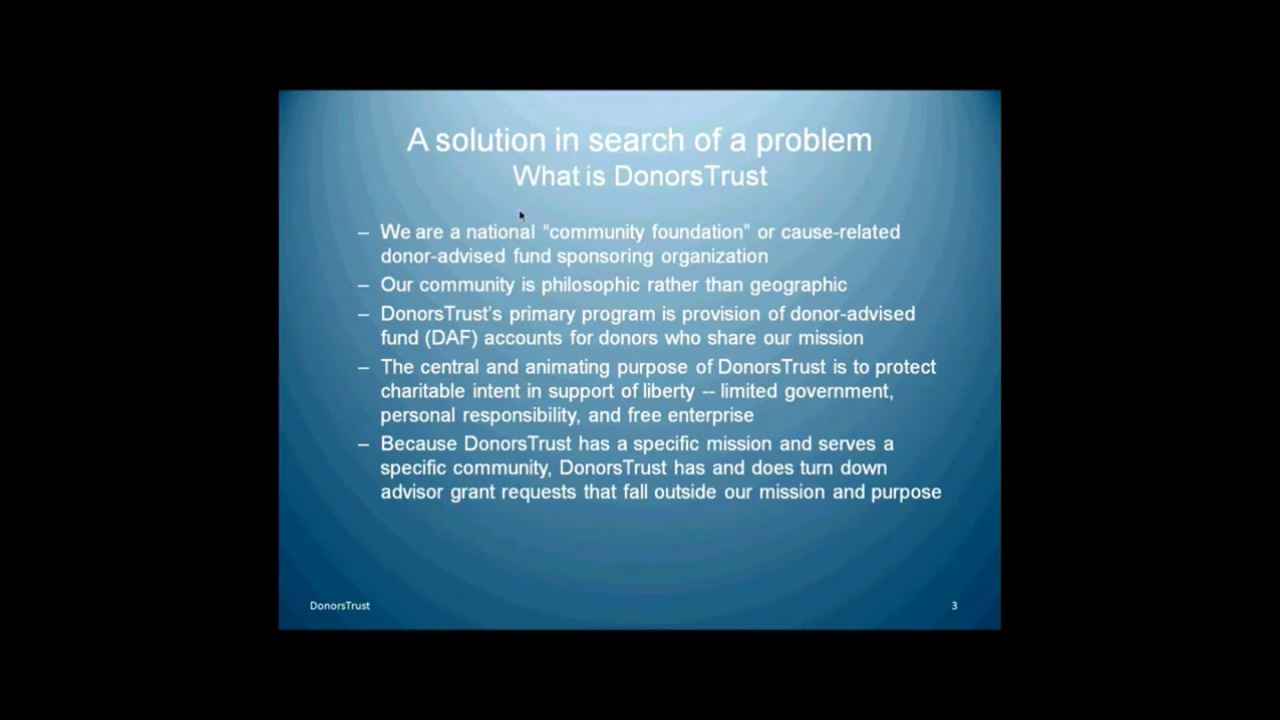 A solution in search of a problem
What is DonorsTrust
– We are a national “community foundation” or cause-related
donor-advised fund sponsoring organization
– Our community is philosophic rather than geographic
– DonorsTrust’s primary program is provision of donor-advised
fund (DAF) accounts for donors who share our mission
– The central and animating purpose of DonorsTrust is to protect
charitable intent in support of liberty -- limited government,
personal responsibility, and free enterprise
– Because DonorsTrust has a specific mission and serves a
specific community, DonorsTrust has and does turn down
advisor grant requests that fall outside our mission and purpose
DonorsTrust
3